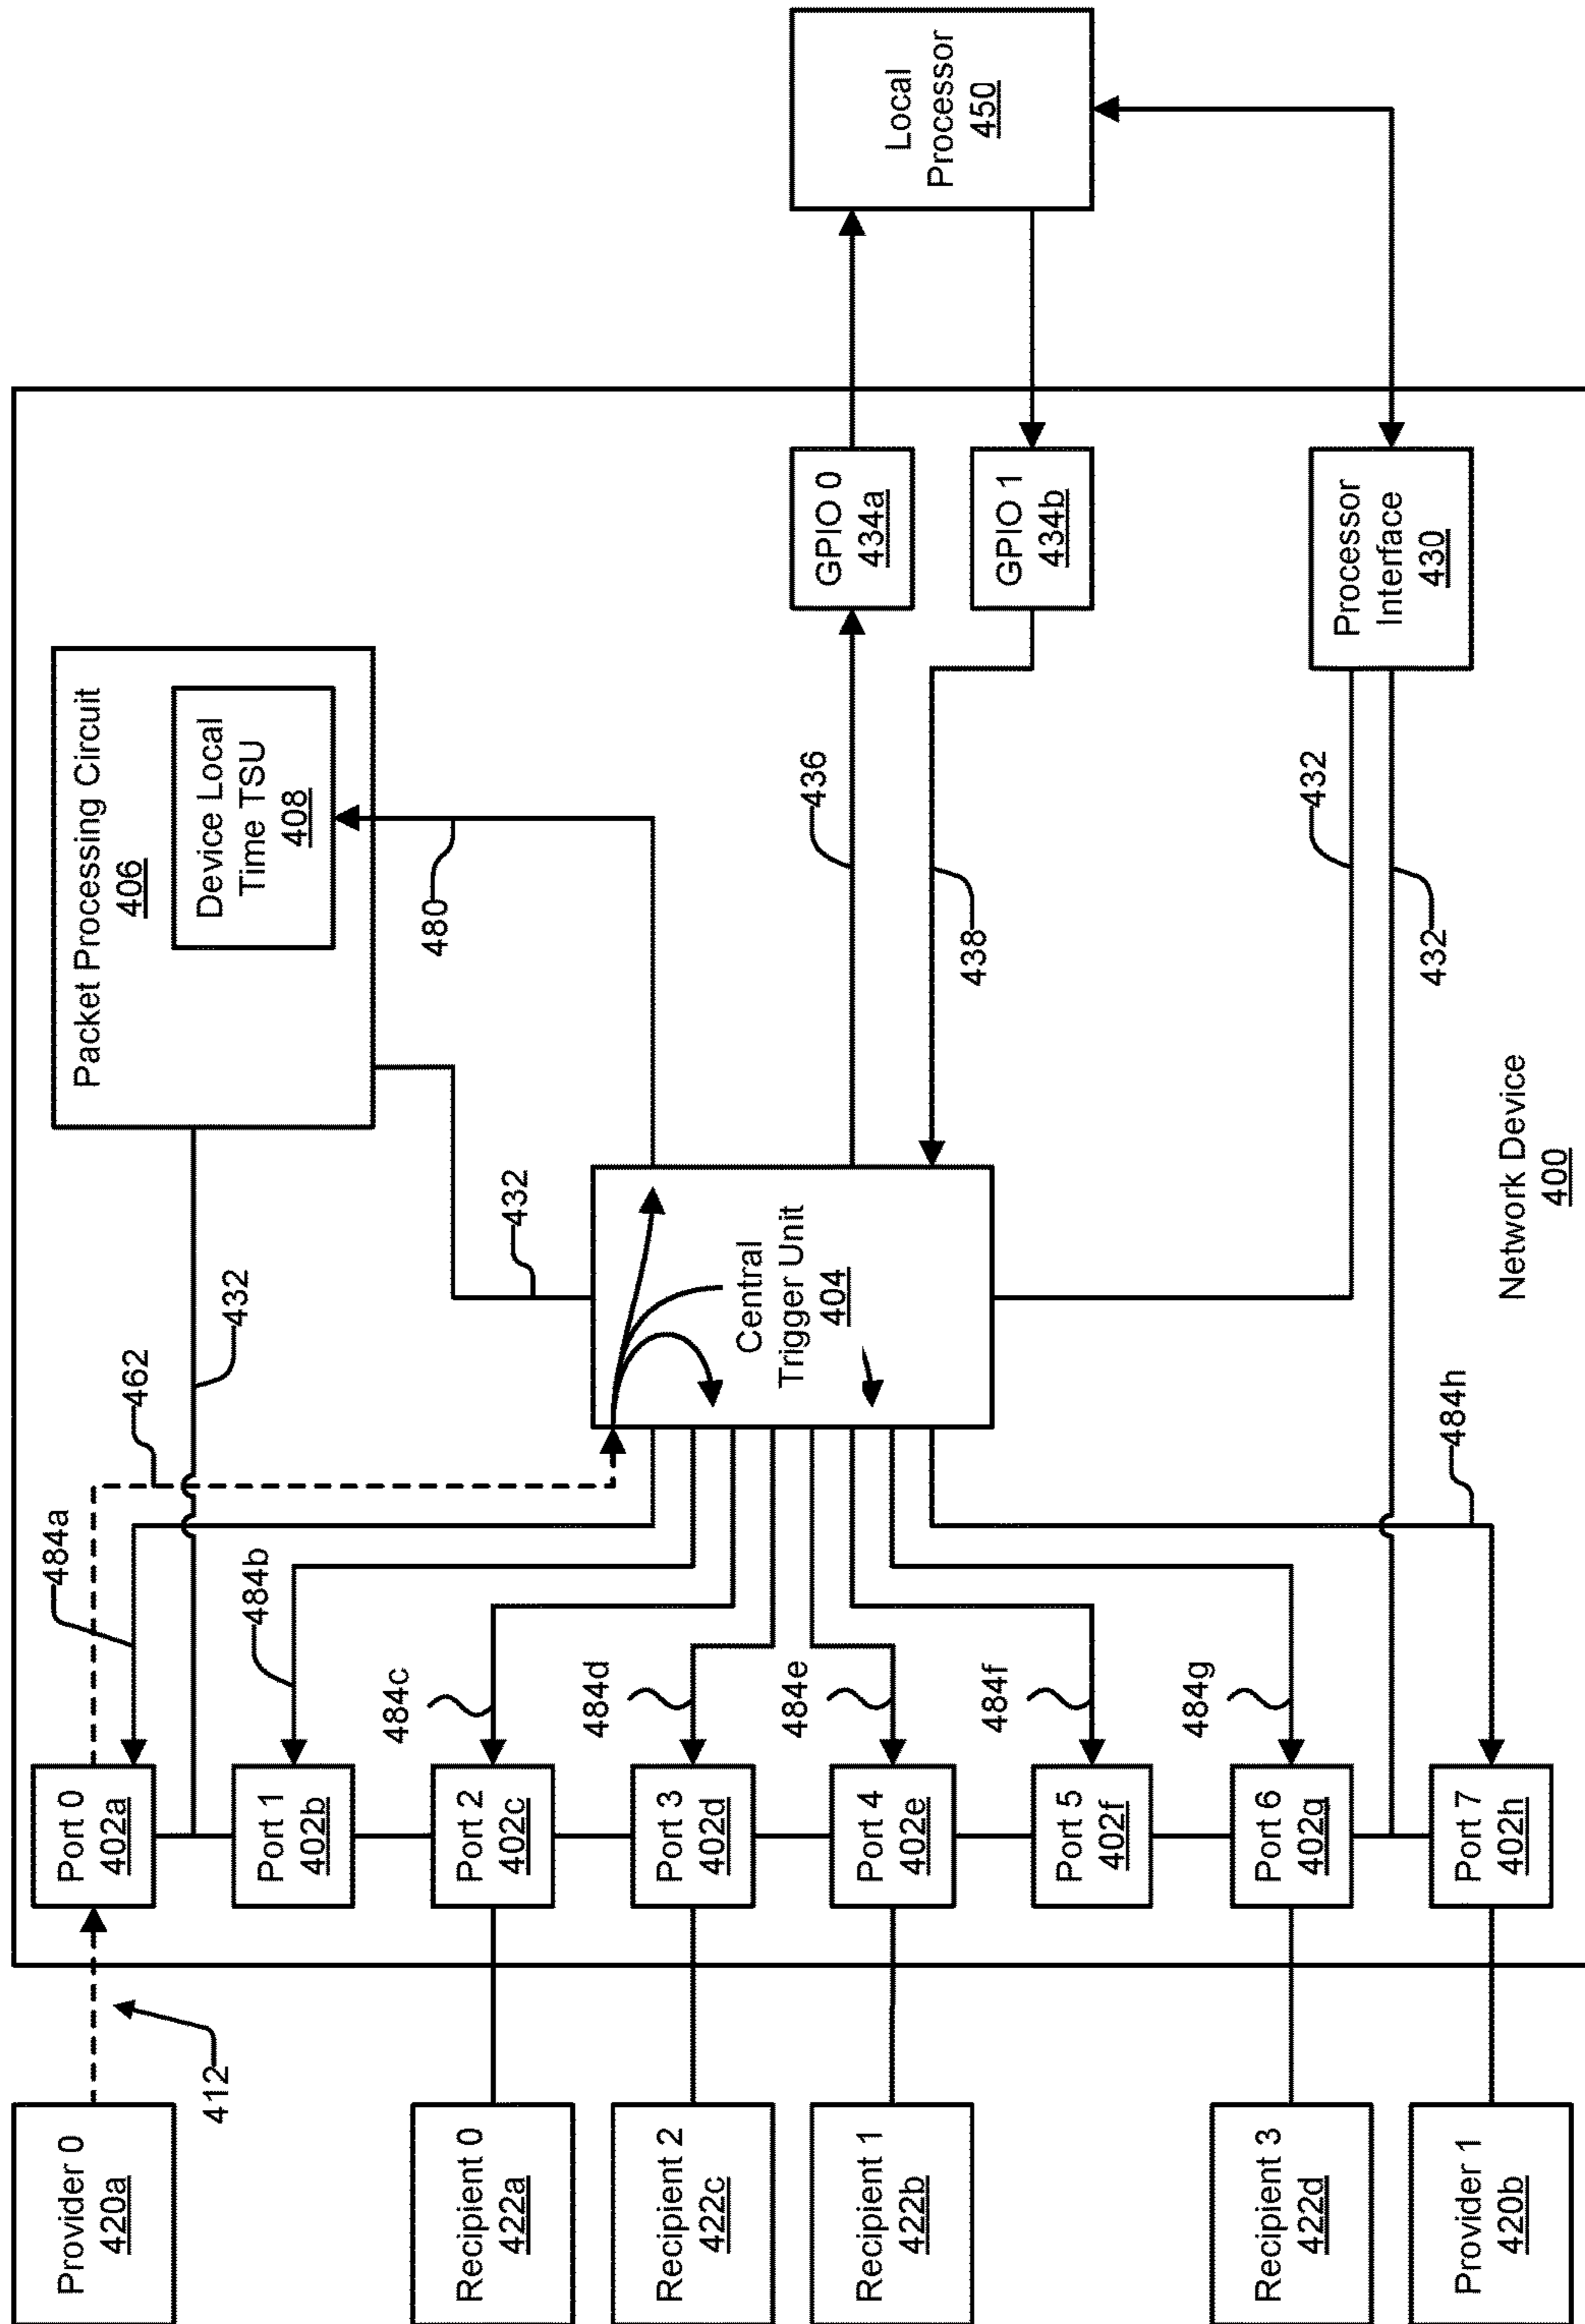 Provider 0
420a
412
Recipient 0
422a
Recipient 2
422c
Recipient 1
422b
Recipient 3
422d
Provider 1
420b
Port 0
402a
Port 1
402b
Port 2
402c
Port 3
402d
Port 4
402e
Port 5
402f
Port 6
402g
Port 7
402h
484a
484b
484c
484d
484e
484f
484g
484h
462
432
432
Central
Trigger Unit
404
Packet Processing Circuit
406
Device Local
Time TSU
408
480
436
438
432
432
GPIO 0
434a
GPIO 1
434b
Processor
Interface
430
Local
Processor
450
Network Device
400